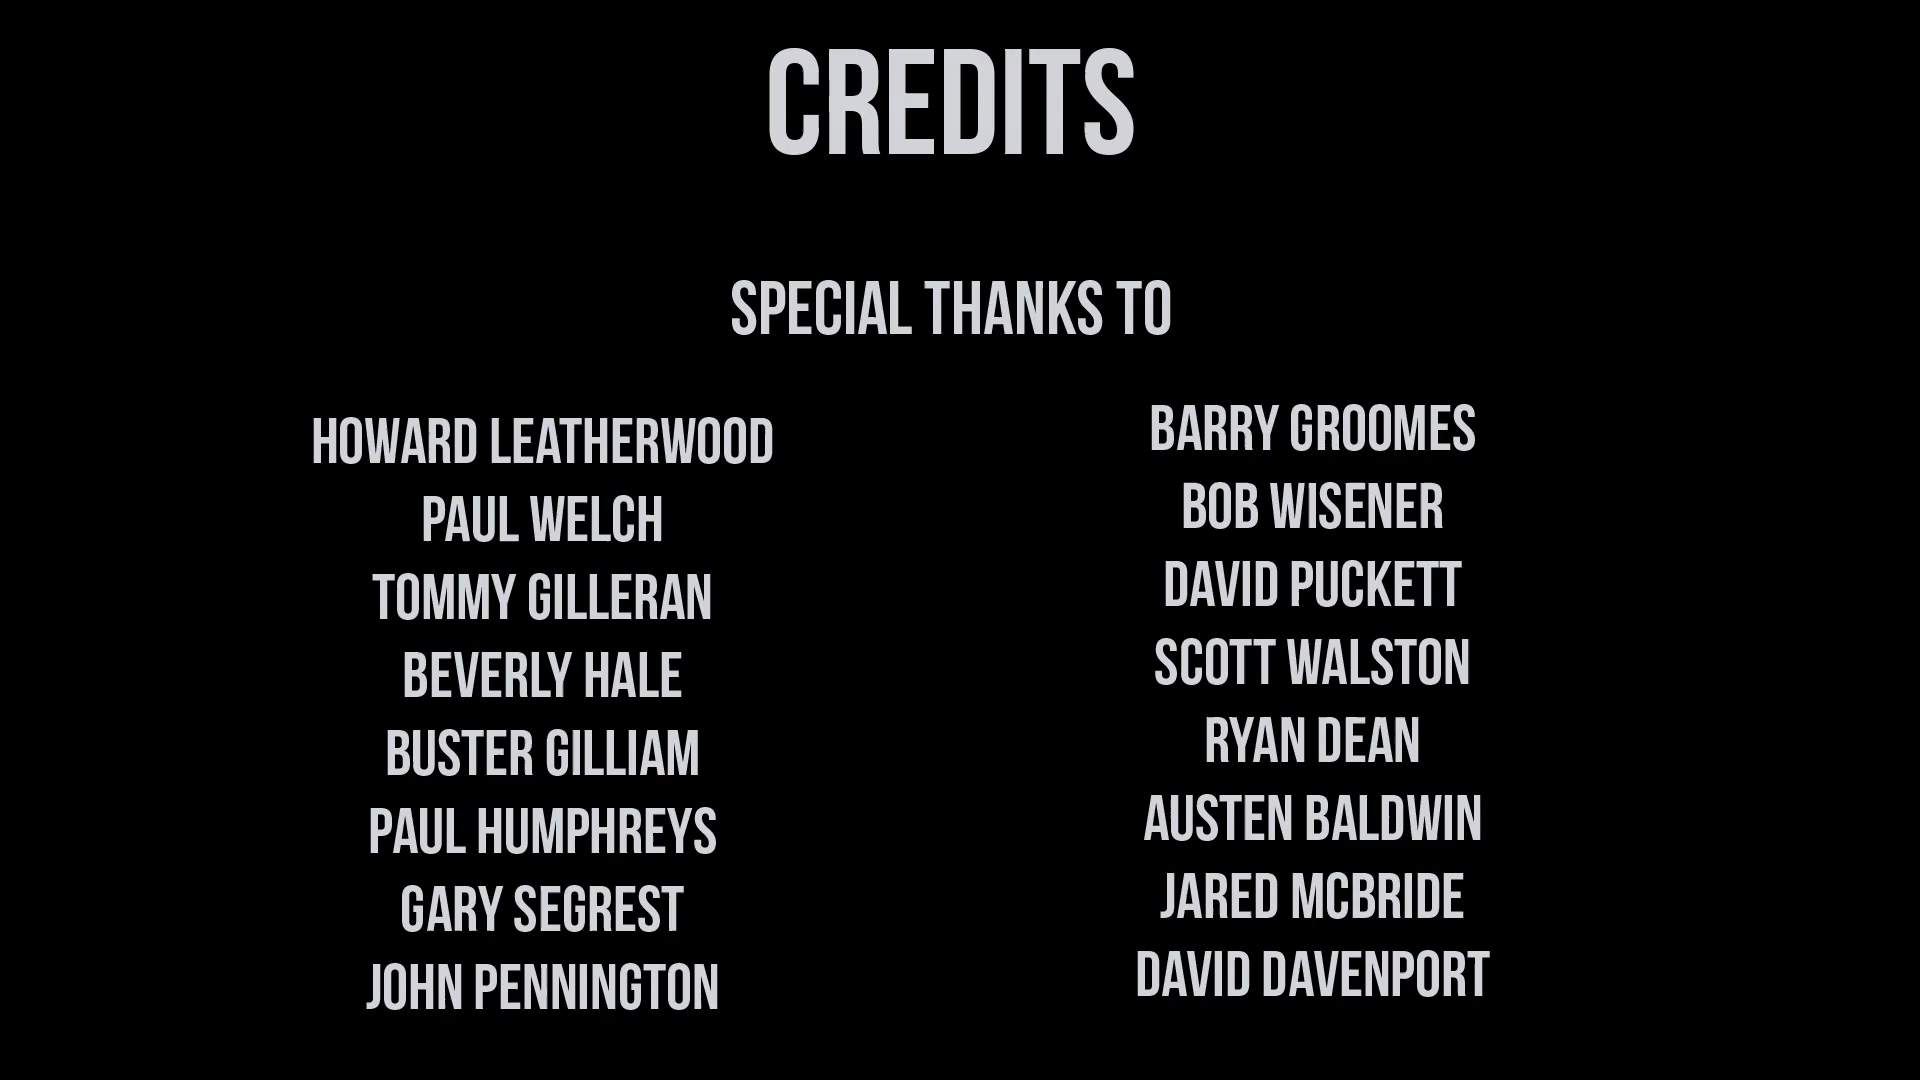 CREDITS
SPECIAL THANKS TO
HOWARD LEATHERWOOD
PAUL WELCH
TOMMY GILLERAN
BEVERLY HALE
BUSTER GILLIAM
PAUL HUMPHREYS
GARY SEGREST
JOHN PENNINGTON
BARRY GROOMES
BOB WISENER
DAVID PUCKETT
SCOTT WALSTON
RYAN DEAN
AUSTEN BALDWIN
JARED MCBRIDE
DAVID DAVENPORT